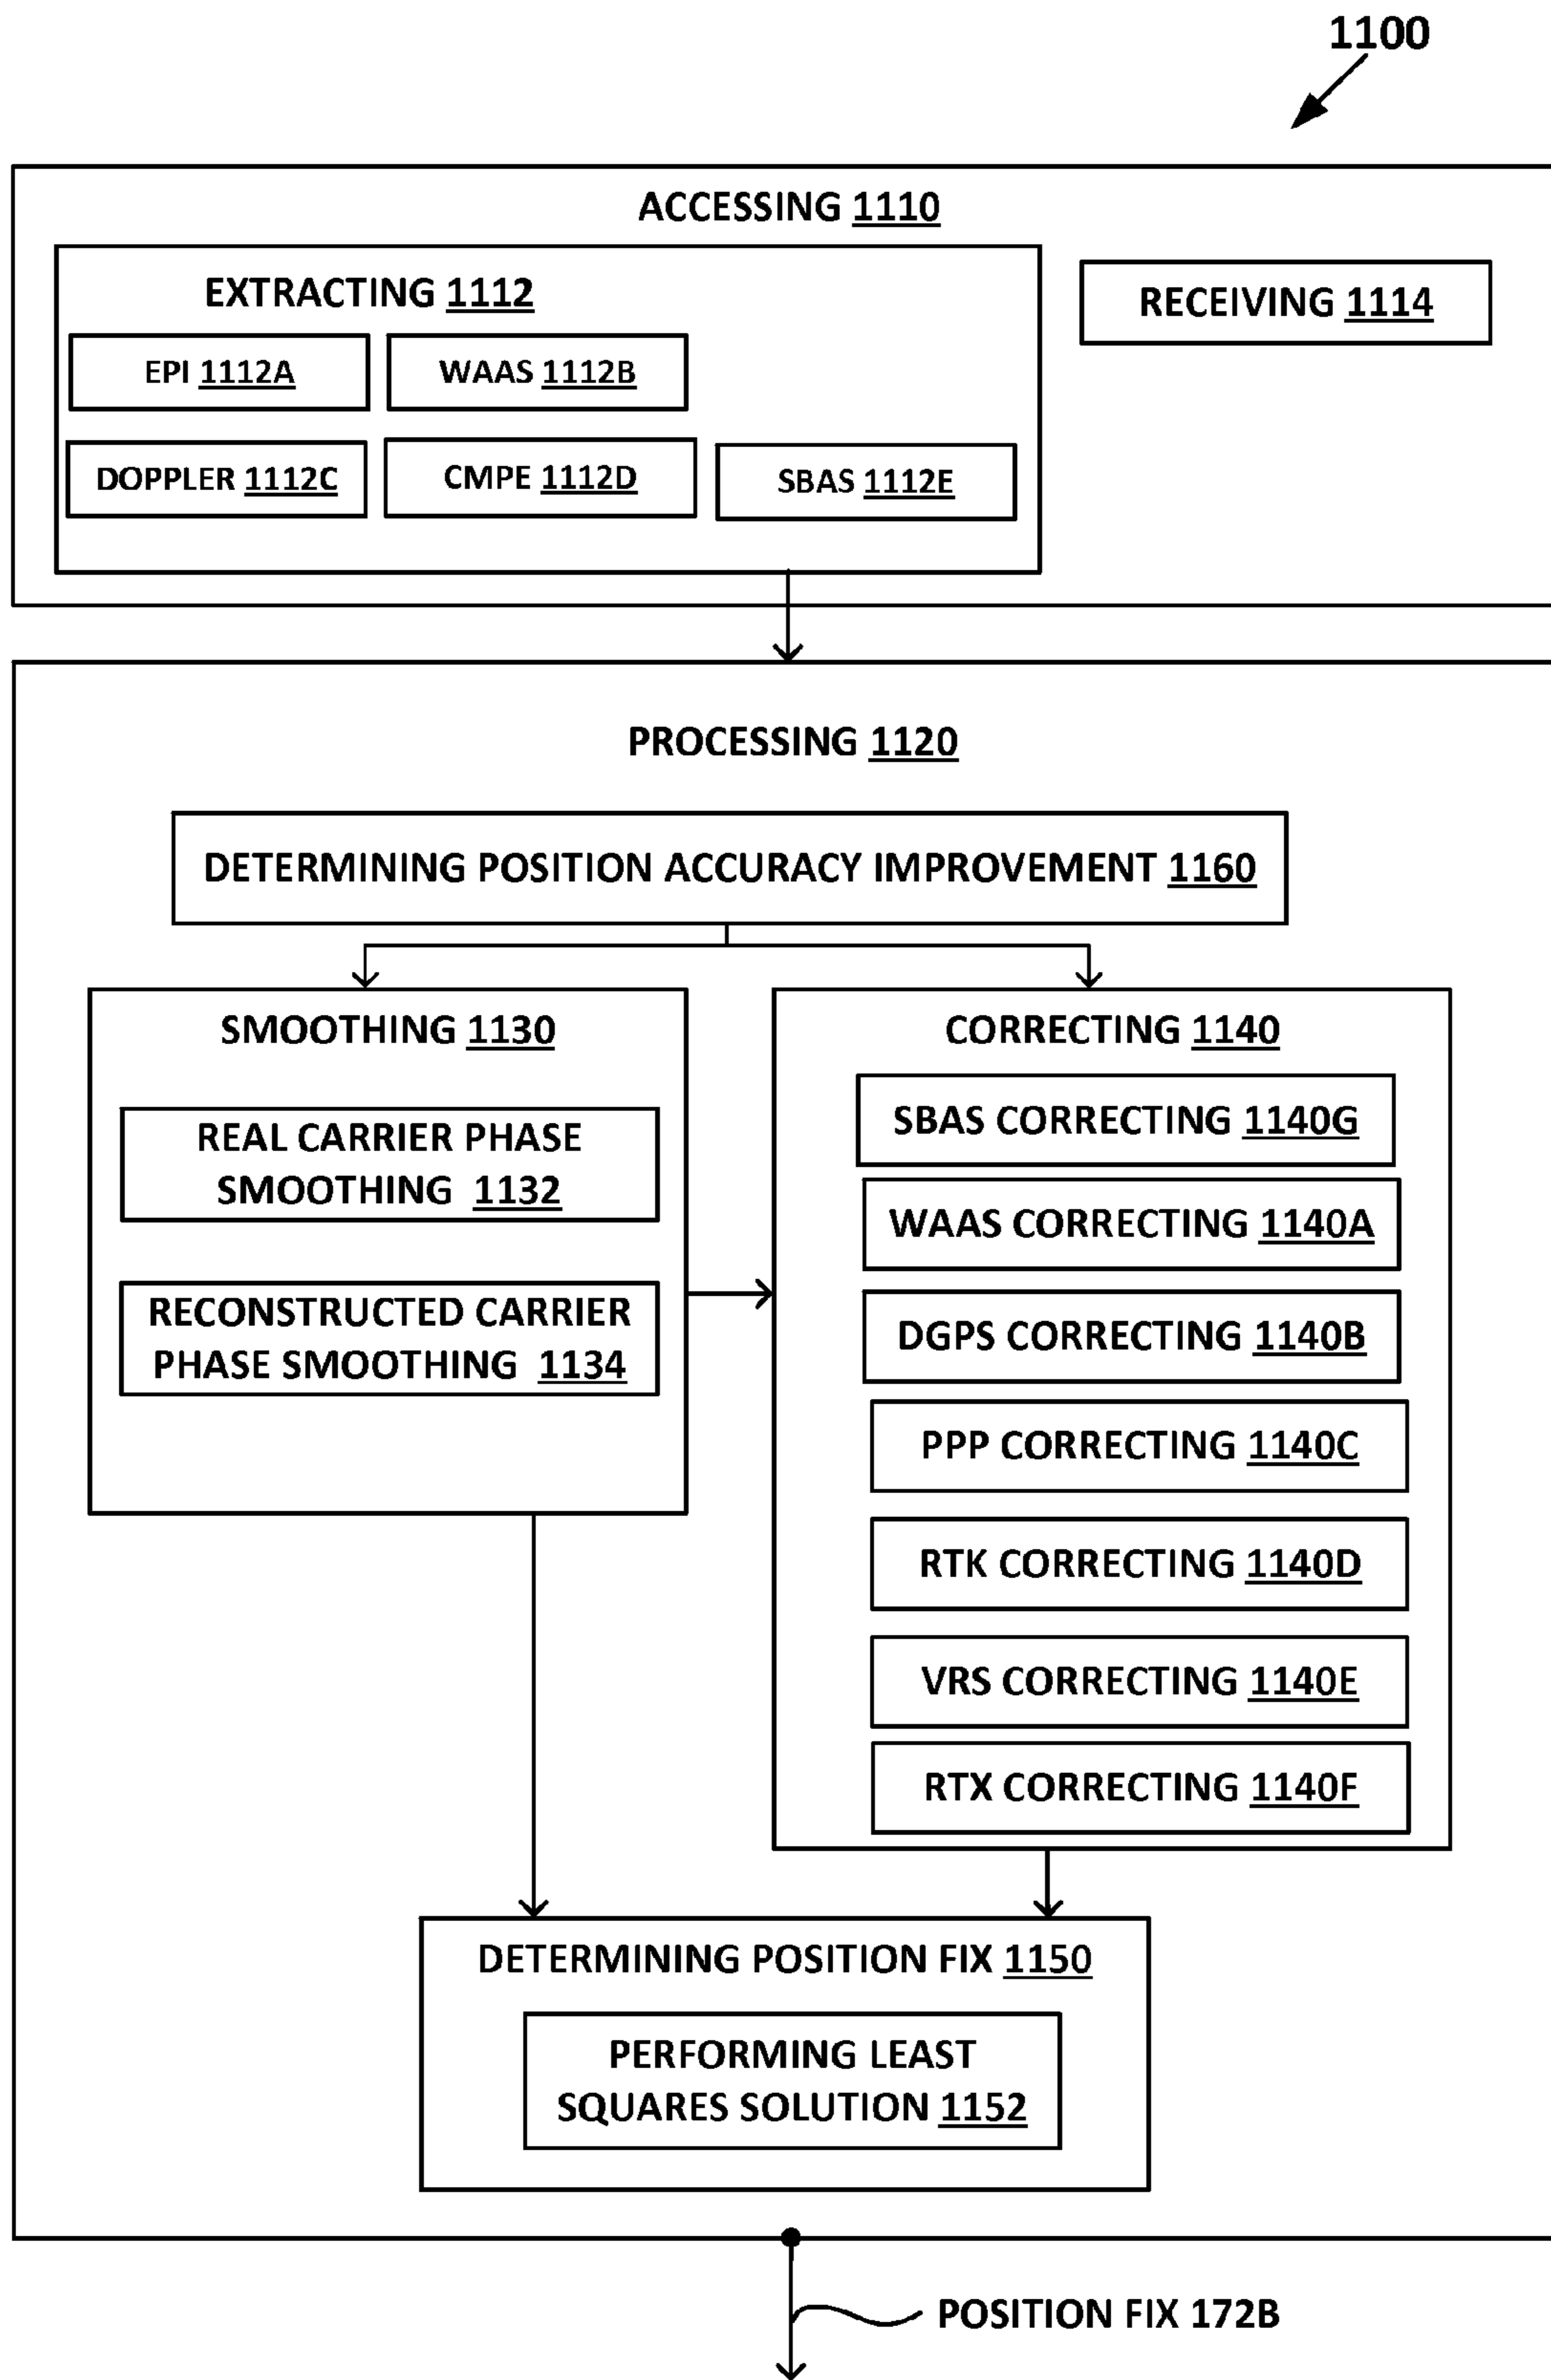 1100
ACCESSING 1110
EXTRACTING 1112
RECEIVING 1114
EPI 1112A
WAAS 1112B
DOPPLER 1112C
CMPE 1112D
SBAS 1112E
PROCESSING 1120
DETERMINING POSITION ACCURACY IMPROVEMENT 1160
SMOOTHING 1130
REAL CARRIER PHASE
SMOOTHING 1132
RECONSTRUCTED CARRIER
PHASE SMOOTHING 1134
CORRECTING 1140
SBAS CORRECTING 1140G
WAAS CORRECTING 1140A
DGPS CORRECTING 1140B
PPP CORRECTING 1140C
RTK CORRECTING 1140D
VRS CORRECTING 1140E
RTX CORRECTING 1140F
DETERMINING POSITION FIX 1150
PERFORMING LEAST
SQUARES SOLUTION 1152
POSITION FIX 172B